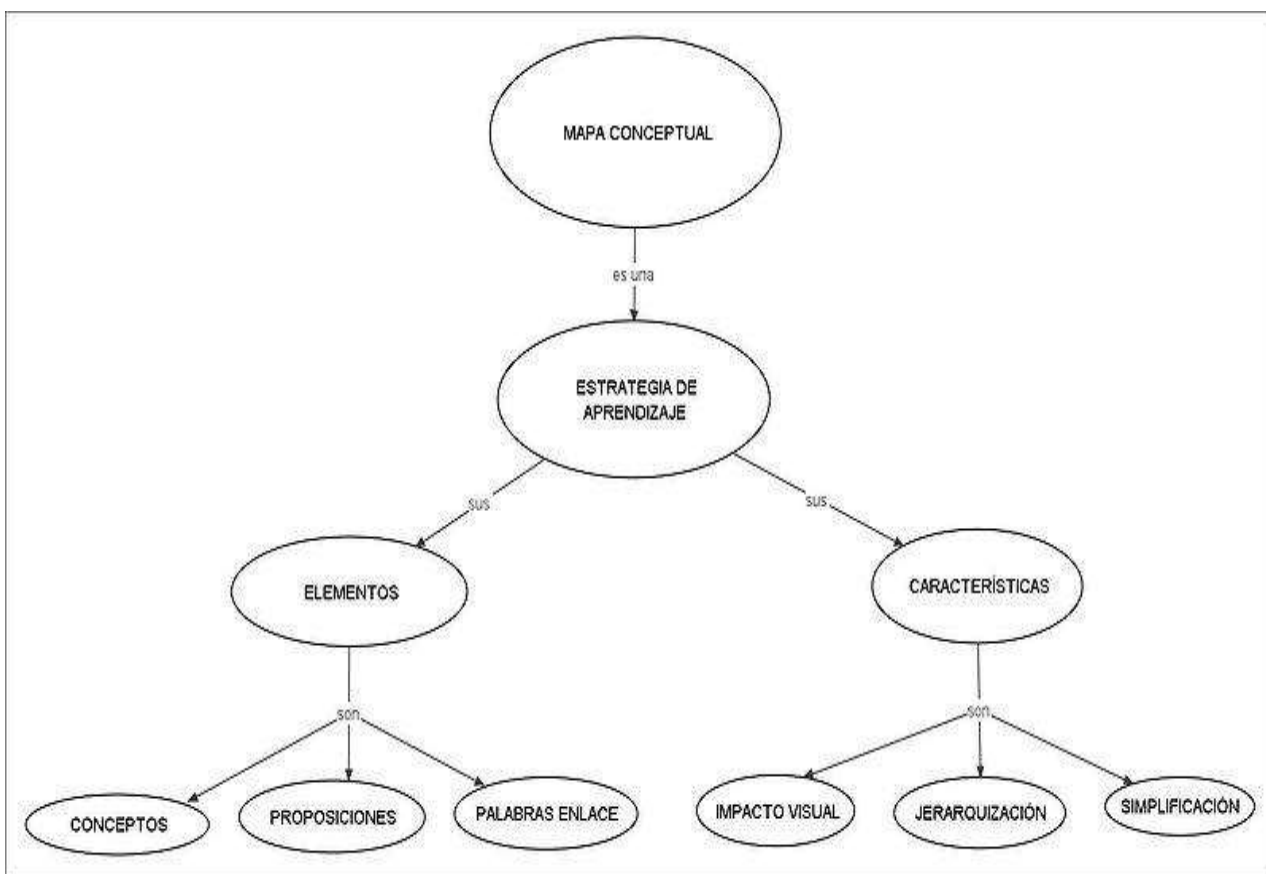 MAPA CONCEPTUAL
es una
ESTRATEGIA DE
APRENDIZAJE
sus
sus
ELEMENTOS
CARACTERÍSTICAS
son
son
CONCEPTOS
PROPOSICIONES
PALABRAS ENLACE
IMPACTO VISUAL
JERARQUIZACIÓN
SIMPLIFICACIÓN